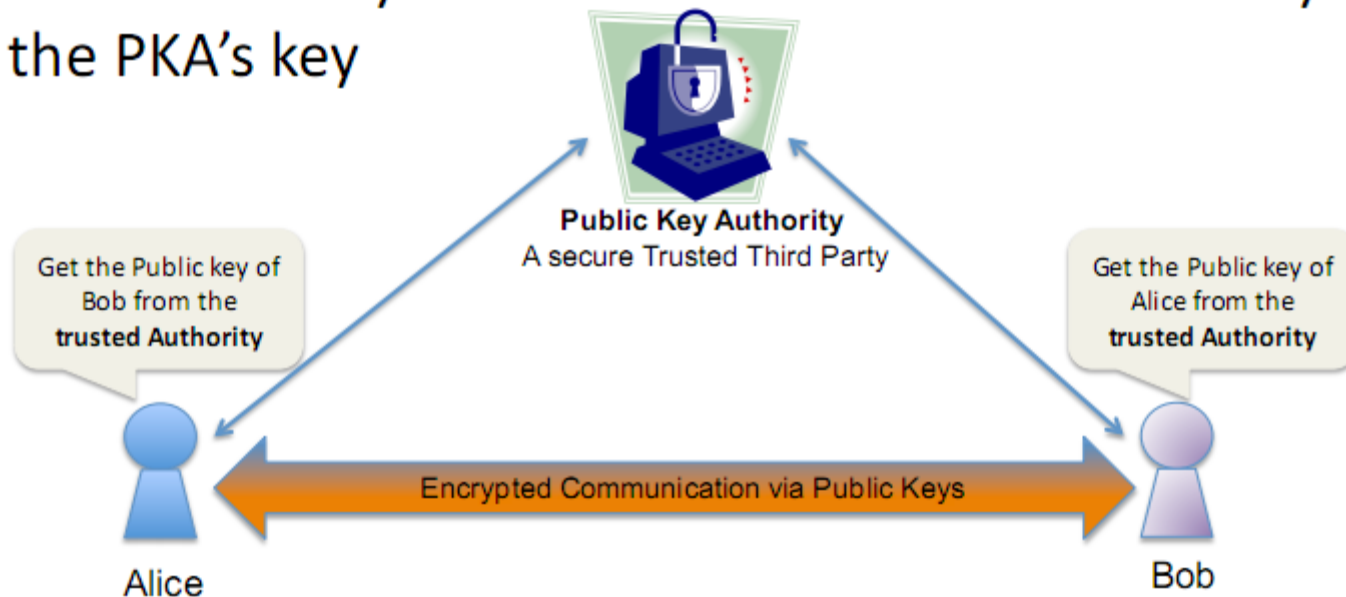 the PKA's key
Public Key Authority
A secure Trusted Third Party
Get the Public key of
Bob from the
trusted Authority
Get the Public key of
Alice from the
trusted Authority
Encrypted Communication via Public Keys
Alice
Bob